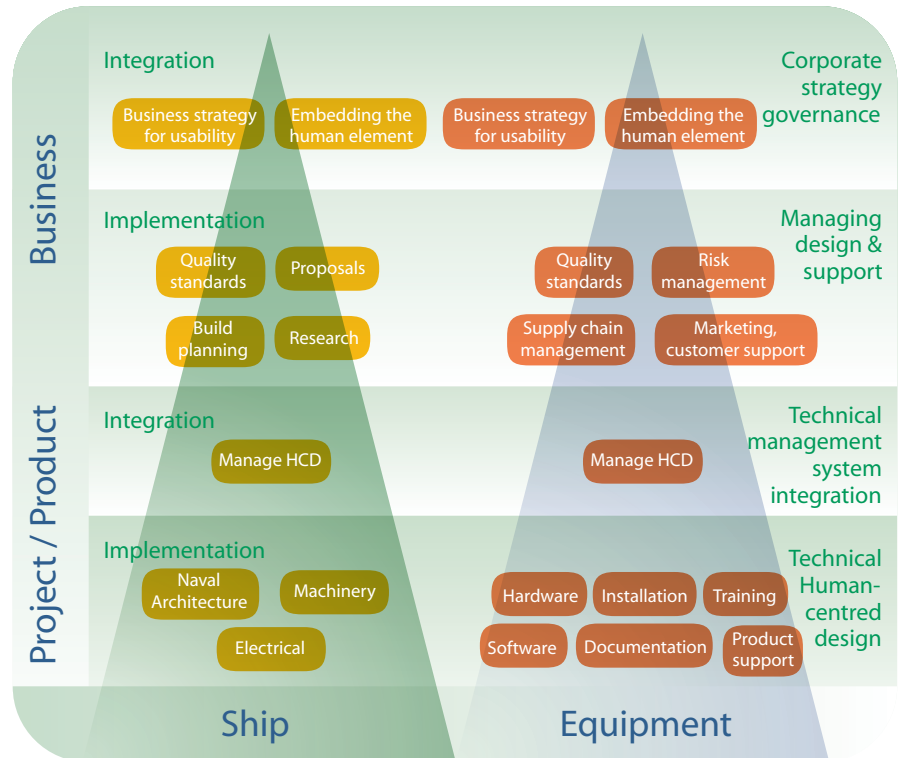 Business
Integration
Business strategy
for usability
Embedding the
human element
Business strategy
for usability
Embedding the
human element
Corporate
strategy
governance
Implementation
Quality
standards
Proposals
Build
planning
Research
Quality
standards
Risk
management
Supply chain
management
Marketing,
customer support
Managing
design &
support
Project / Product
Integration
Manage HCD
Manage HCD
Technical
management
system
integration
Implementation
Naval
Architecture
Machinery
Electrical
Hardware
Installation
Training
Software
Documentation
Product
support
Technical
Human-
centred
design
Ship
Equipment